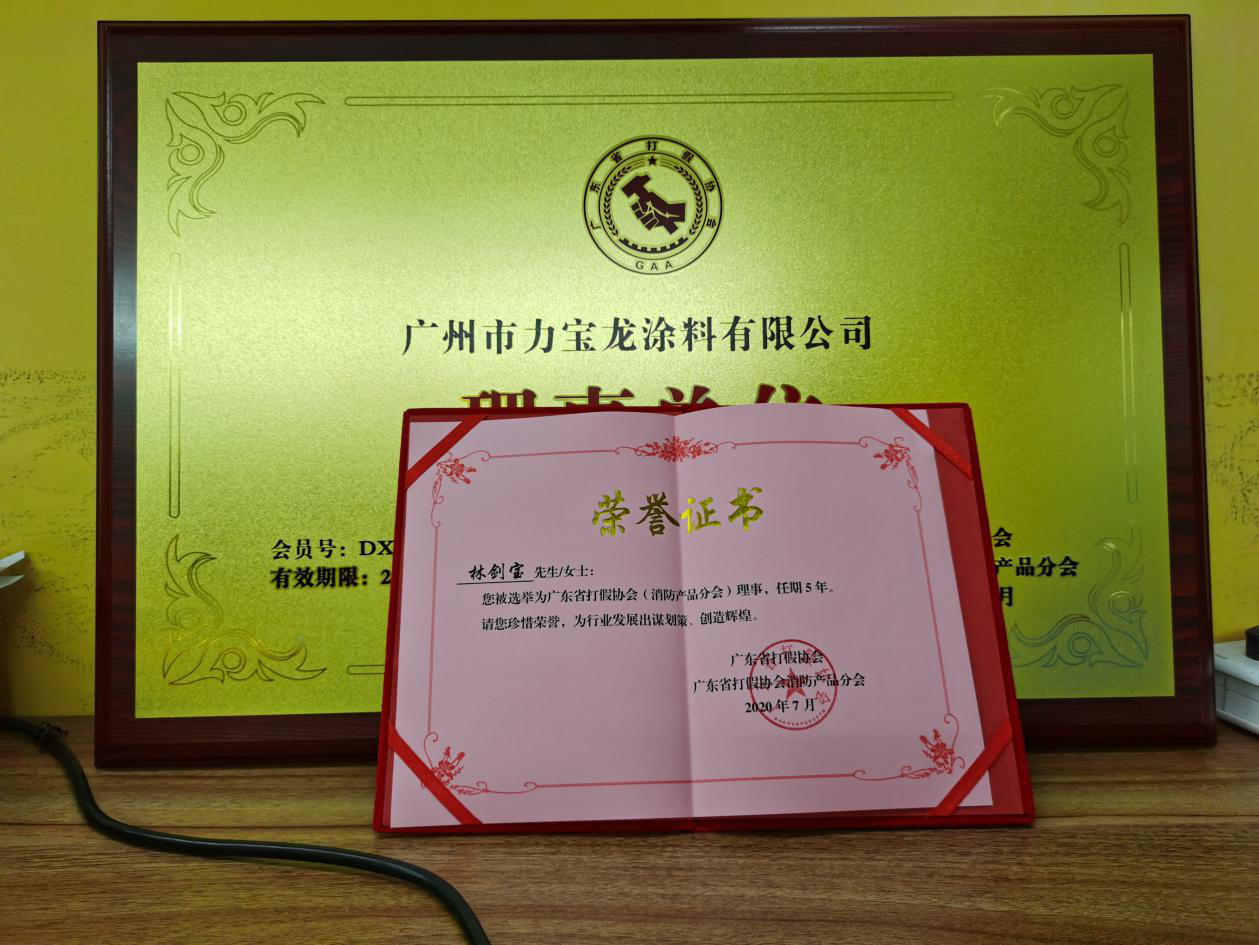 广东省打假协会
GAA
广州市力宝龙涂料有限公司
理事单位
会员号：DX
有效期限：2
会
产品分会
月
荣誉证书
林剑宝 先生/女士：
您被选举为广东省打假协会（消防产品分会）理事，任期5年。
请您珍惜荣誉，为行业发展出谋划策、创造辉煌。
广东省打假协会
广东省打假协会消防产品分会
2020年7月